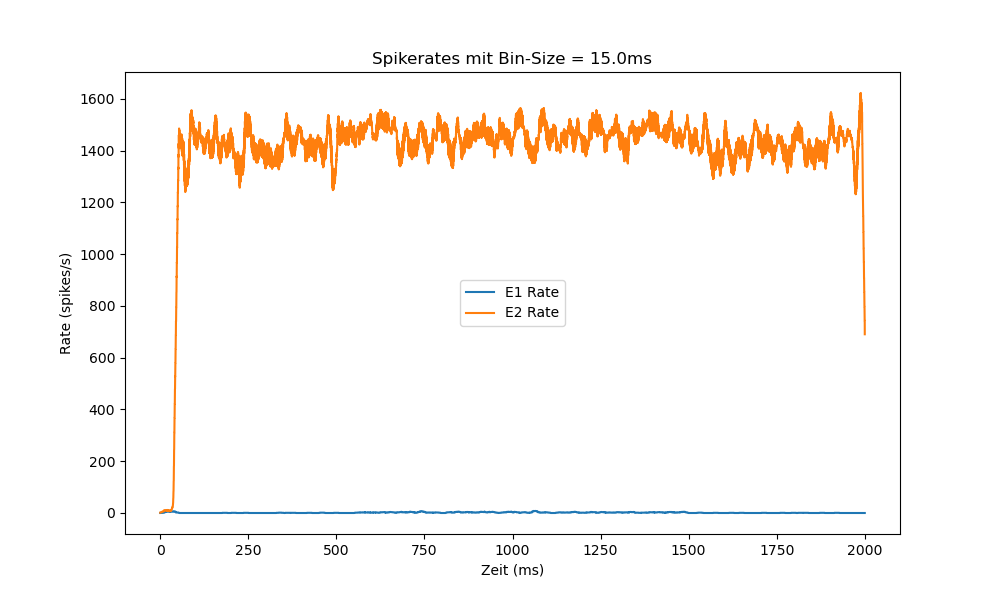 Spikerates mit Bin-Size = 15.0ms
1600
1400
1200
1000
800
600
400
200
0
Rate (spikes/s)
E1 Rate
E2 Rate
0 250 500 750 1000 1250 1500 1750 2000
Zeit (ms)